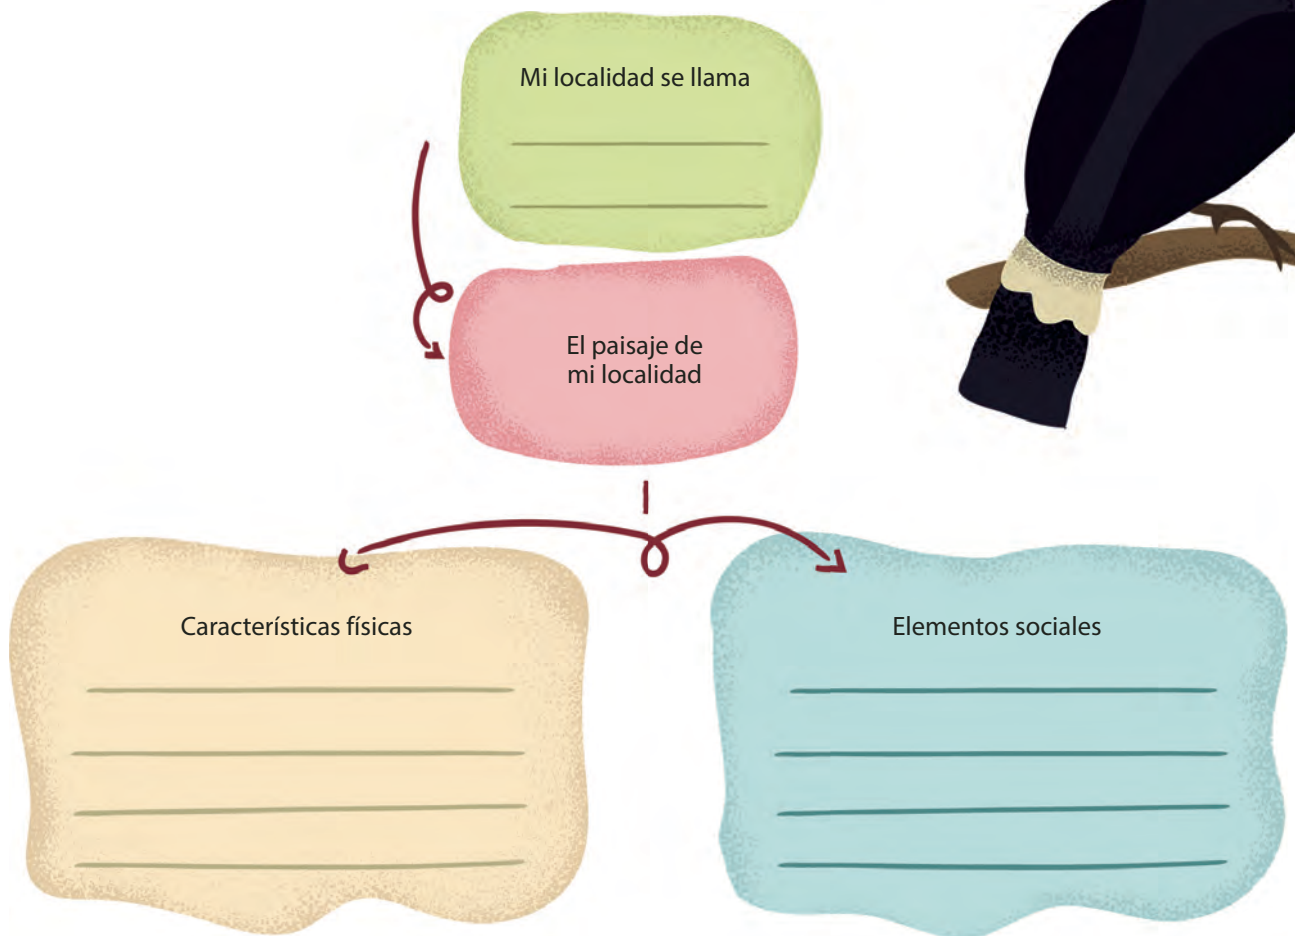 Mi localidad se llama
El paisaje de
mi localidad
Características físicas
Elementos sociales